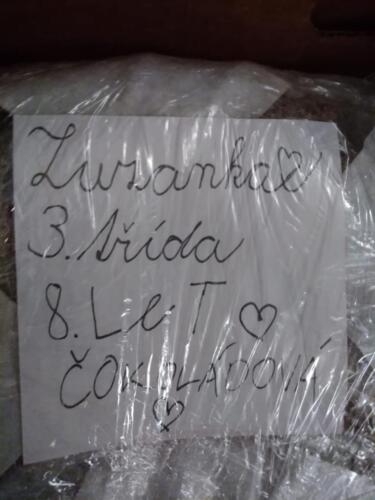 Zuzanka♡
3. třída
8. LeT ♡
ČOKOLÁDOVÁ
♡